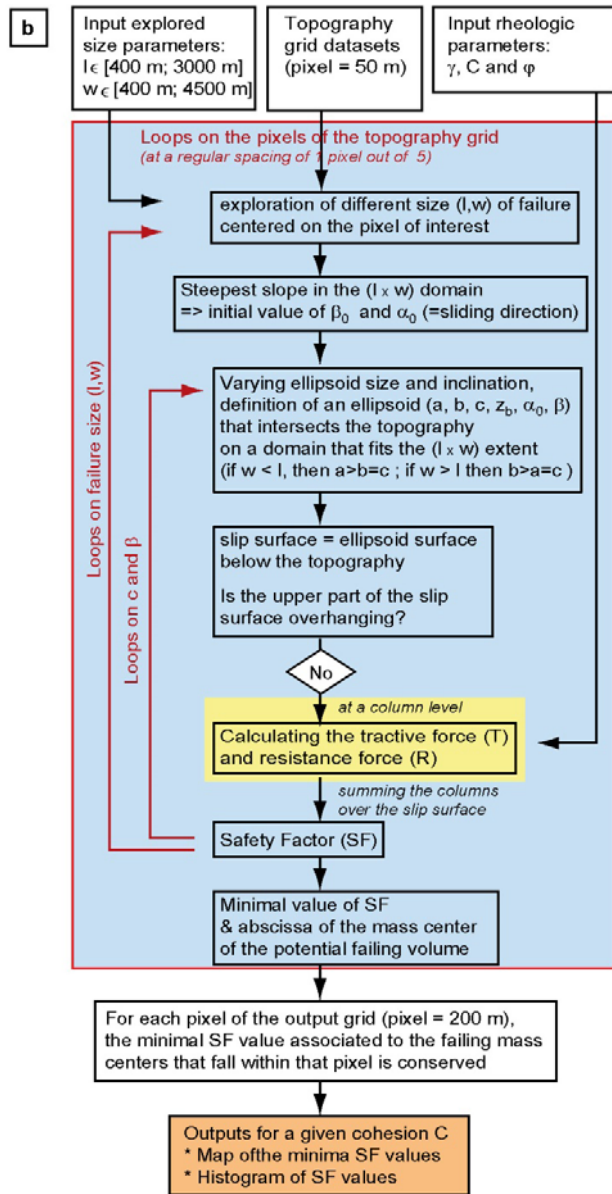 b
Input explored
size parameters:
l ϵ [400 m; 3000 m]
w ϵ [400 m; 4500 m]
Topography
grid datasets
(pixel = 50 m)
Input rheologic
parameters:
γ, C and φ
Loops on the pixels of the topography grid
(at a regular spacing of 1 pixel out of 5)
exploration of different size (l,w) of failure
centered on the pixel of interest
Steepest slope in the (l x w) domain
=> initial value of β0 and α0 (=sliding direction)
Varying ellipsoid size and inclination,
definition of an ellipsoid (a, b, c, zb, α0, β)
that intersects the topography
on a domain that fits the (l x w) extent
(if w < l, then a>b=c ; if w > l then b>a=c )
Loops on failure size (l,w)
Loops on c and β
slip surface = ellipsoid surface
below the topography
Is the upper part of the slip
surface overhanging?
No
at a column level
Calculating the tractive force (T)
and resistance force (R)
summing the columns
over the slip surface
Safety Factor (SF)
Minimal value of SF
& abscissa of the mass center
of the potential failing volume
For each pixel of the output grid (pixel = 200 m),
the minimal SF value associated to the failing mass
centers that fall within that pixel is conserved
Outputs for a given cohesion C
* Map ofthe minima SF values
* Histogram of SF values